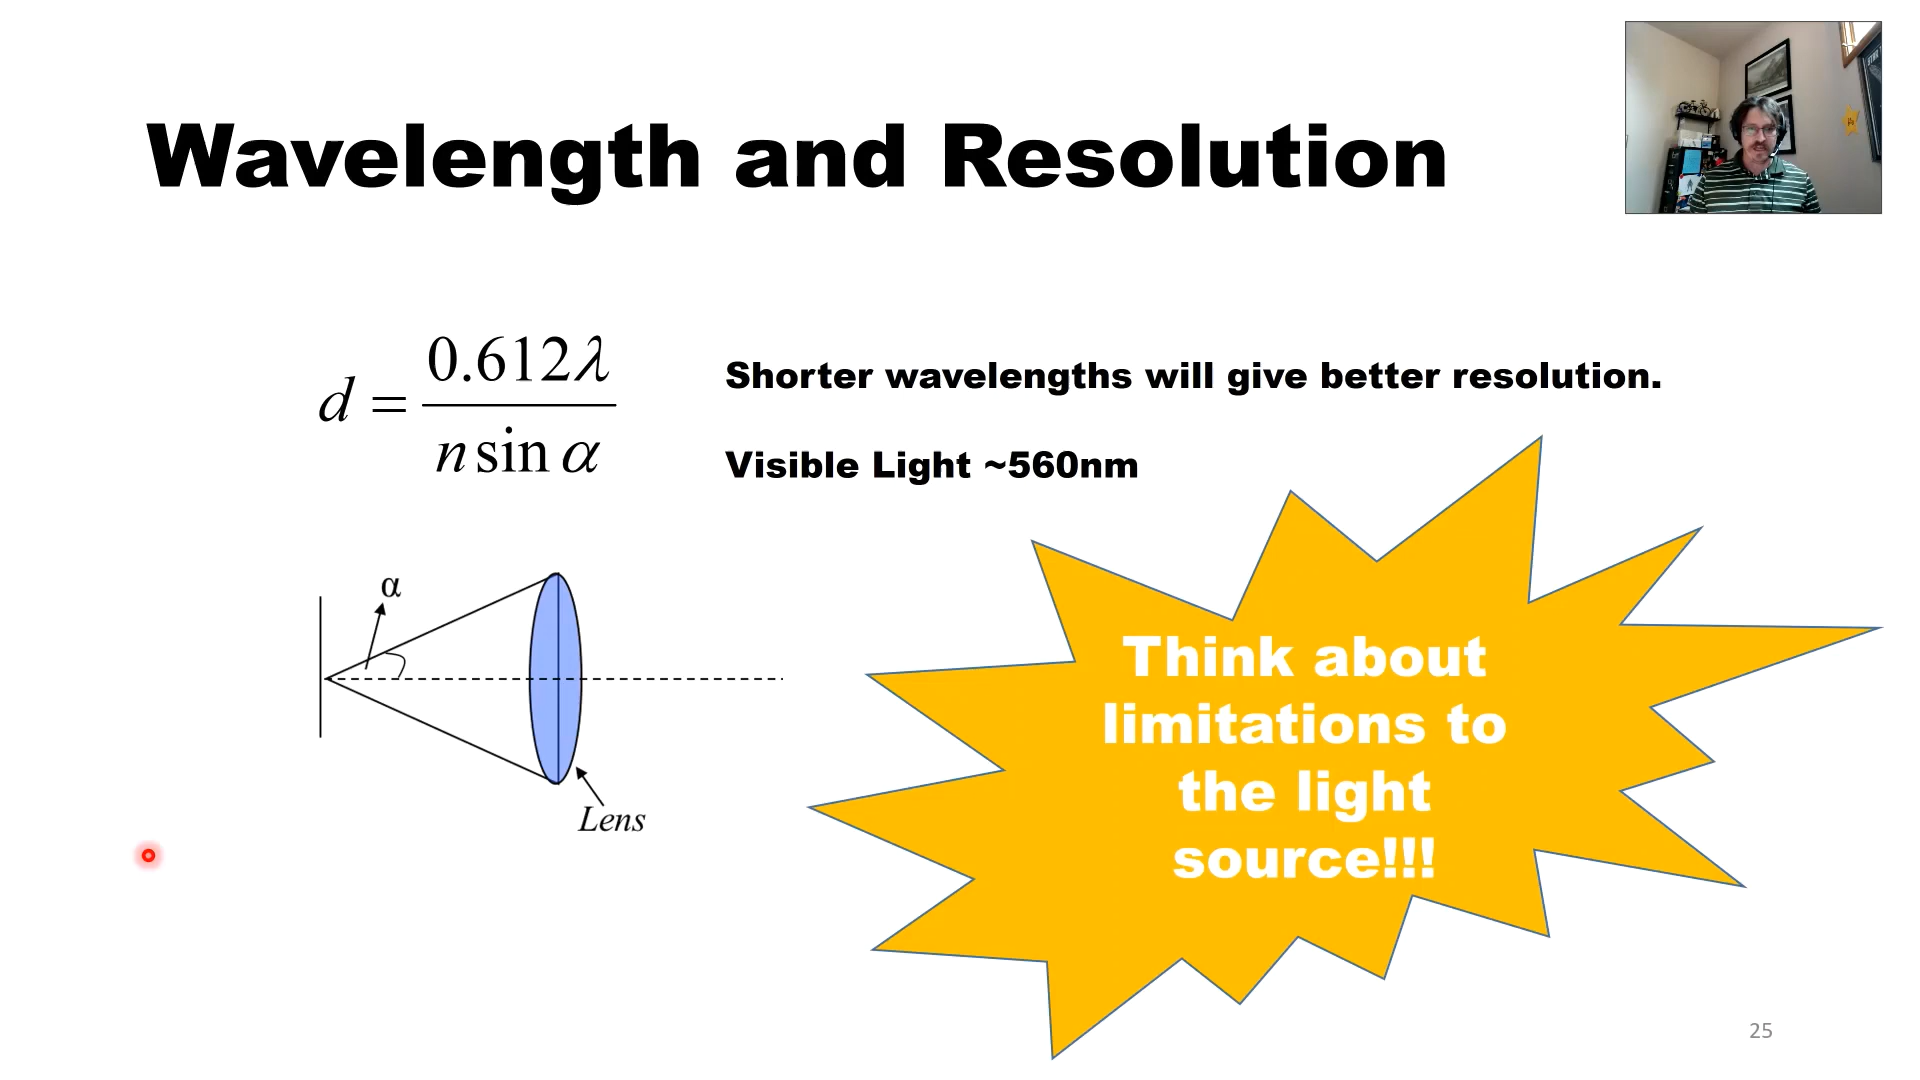 Wavelength and Resolution
d = 0.612λ / n sin α
Shorter wavelengths will give better resolution.
Visible Light ~560nm
α
Lens
Think about
limitations to
the light
source!!!
25